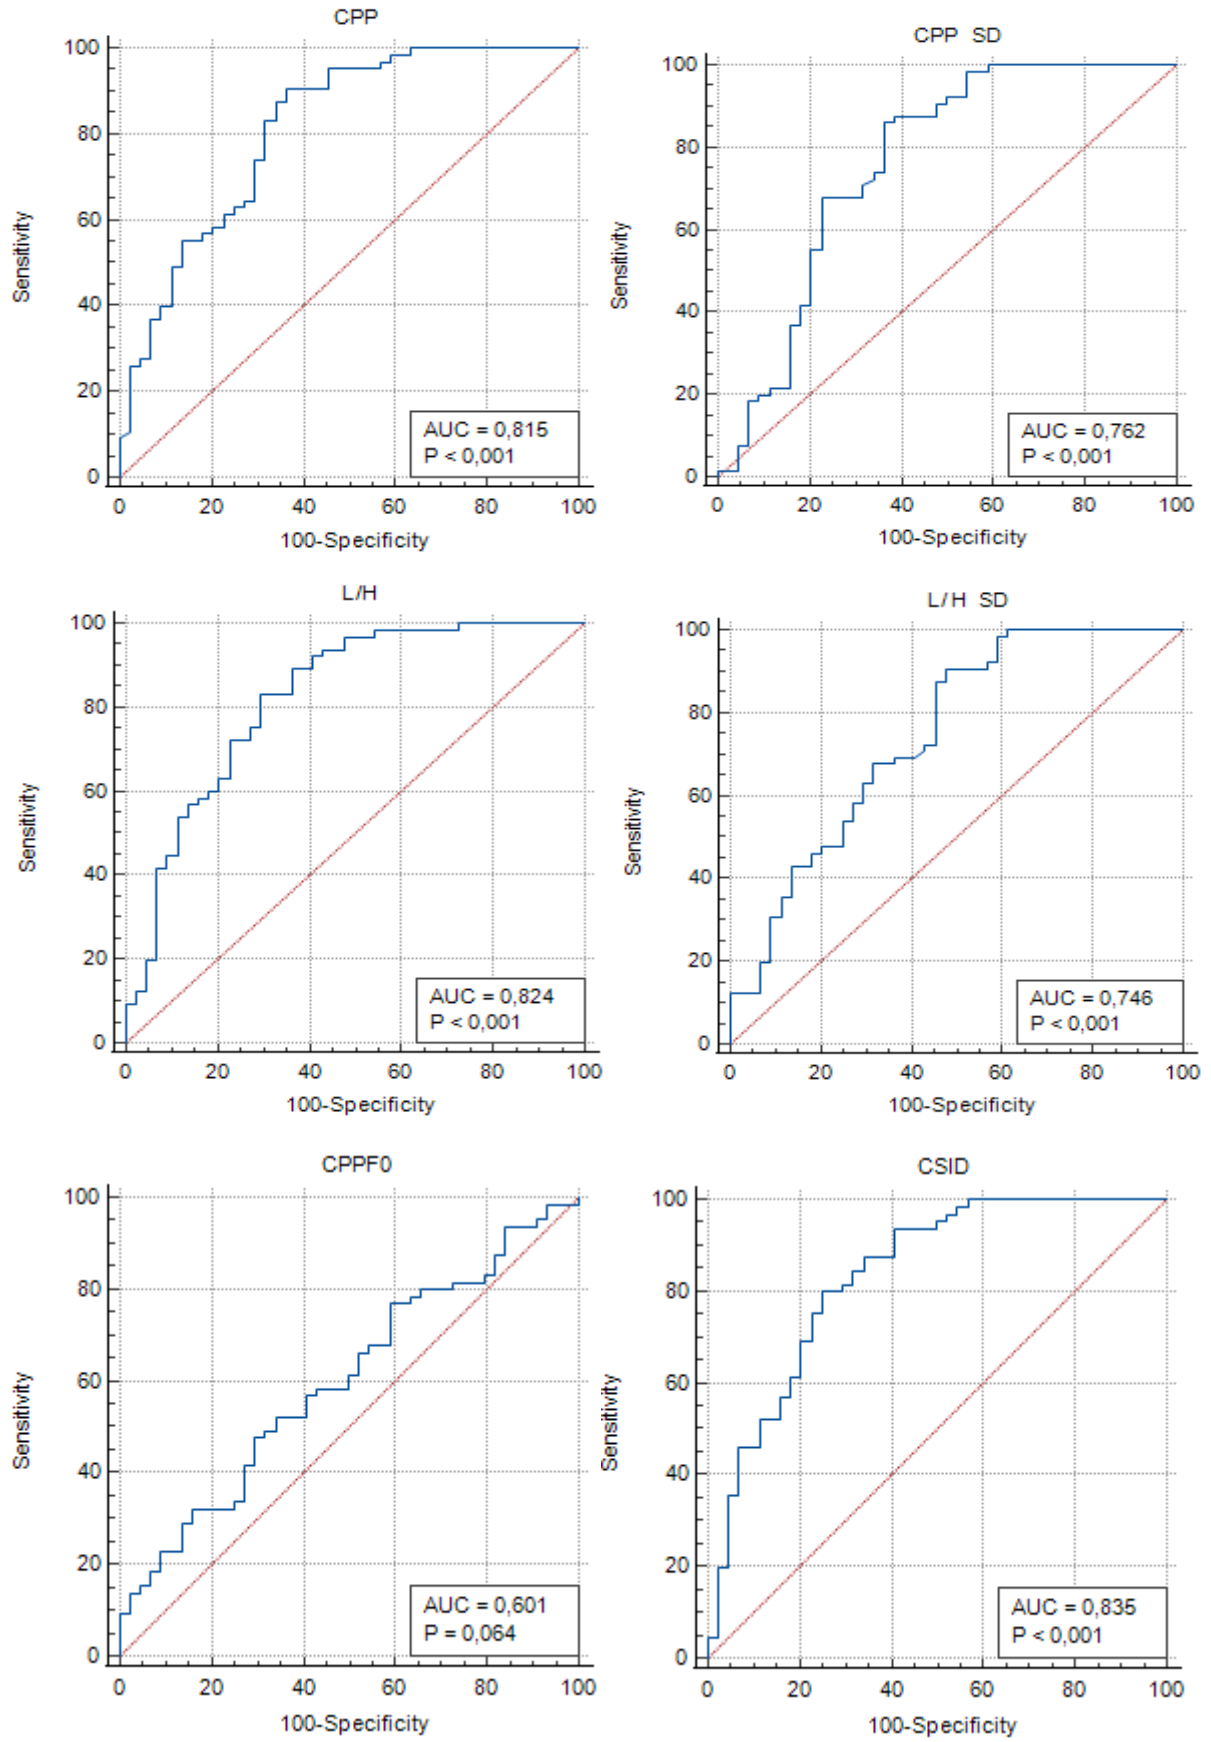 CPP
100
80
60
40
20
0
Sensitivity
AUC = 0,815
P < 0,001
0 20 40 60 80 100
100-Specificity
CPP SD
100
80
60
40
20
0
Sensitivity
AUC = 0,762
P < 0,001
0 20 40 60 80 100
100-Specificity
L/H
100
80
60
40
20
0
Sensitivity
AUC = 0,824
P < 0,001
0 20 40 60 80 100
100-Specificity
L/H SD
100
80
60
40
20
0
Sensitivity
AUC = 0,746
P < 0,001
0 20 40 60 80 100
100-Specificity
CPPF0
100
80
60
40
20
0
Sensitivity
AUC = 0,601
P = 0,064
0 20 40 60 80 100
100-Specificity
CSID
100
80
60
40
20
0
Sensitivity
AUC = 0,835
P < 0,001
0 20 40 60 80 100
100-Specificity